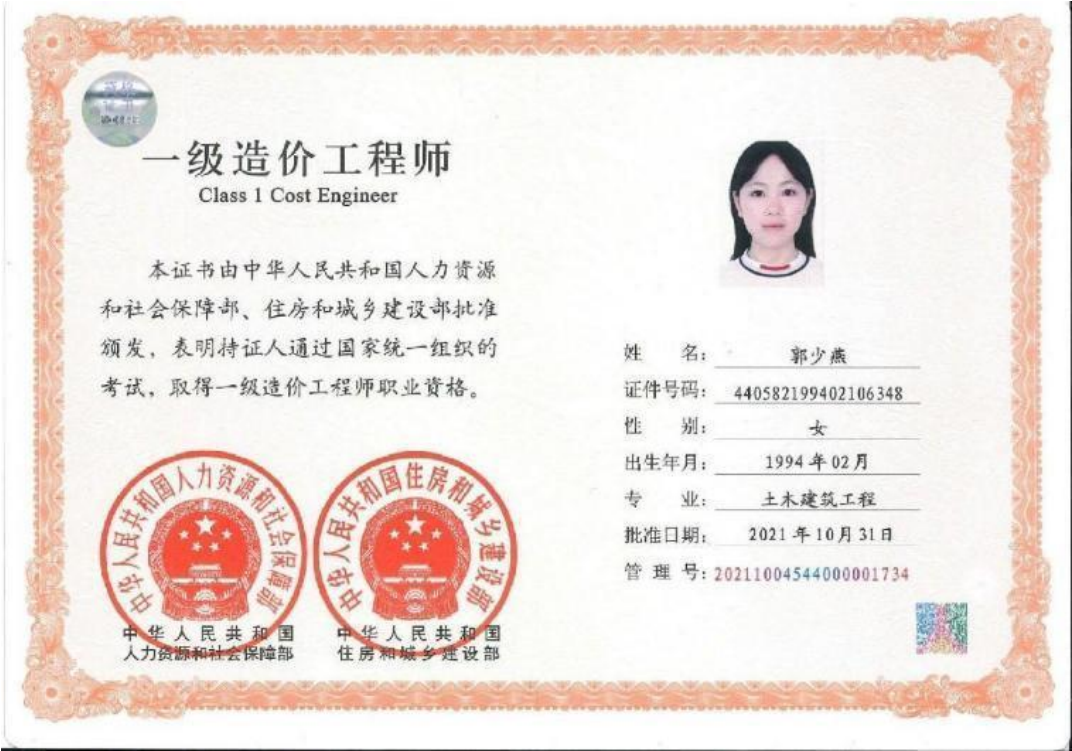 一级造价工程师
Class 1 Cost Engineer
本证书由中华人民共和国人力资源
和社会保障部、住房和城乡建设部批准
颁发，表明持证人通过国家统一组织的
考试，取得一级造价工程师职业资格。
中华人民共和国人力资源和社会保障部
中华人民共和国住房和城乡建设部
中华人民共和国
人力资源和社会保障部
中华人民共和国
住房和城乡建设部
姓 名： 郭少燕
证件号码： 440582199402106348
性 别： 女
出生年月： 1994年02月
专 业： 土木建筑工程
批准日期： 2021年10月31日
管 理 号： 20211004544000001734